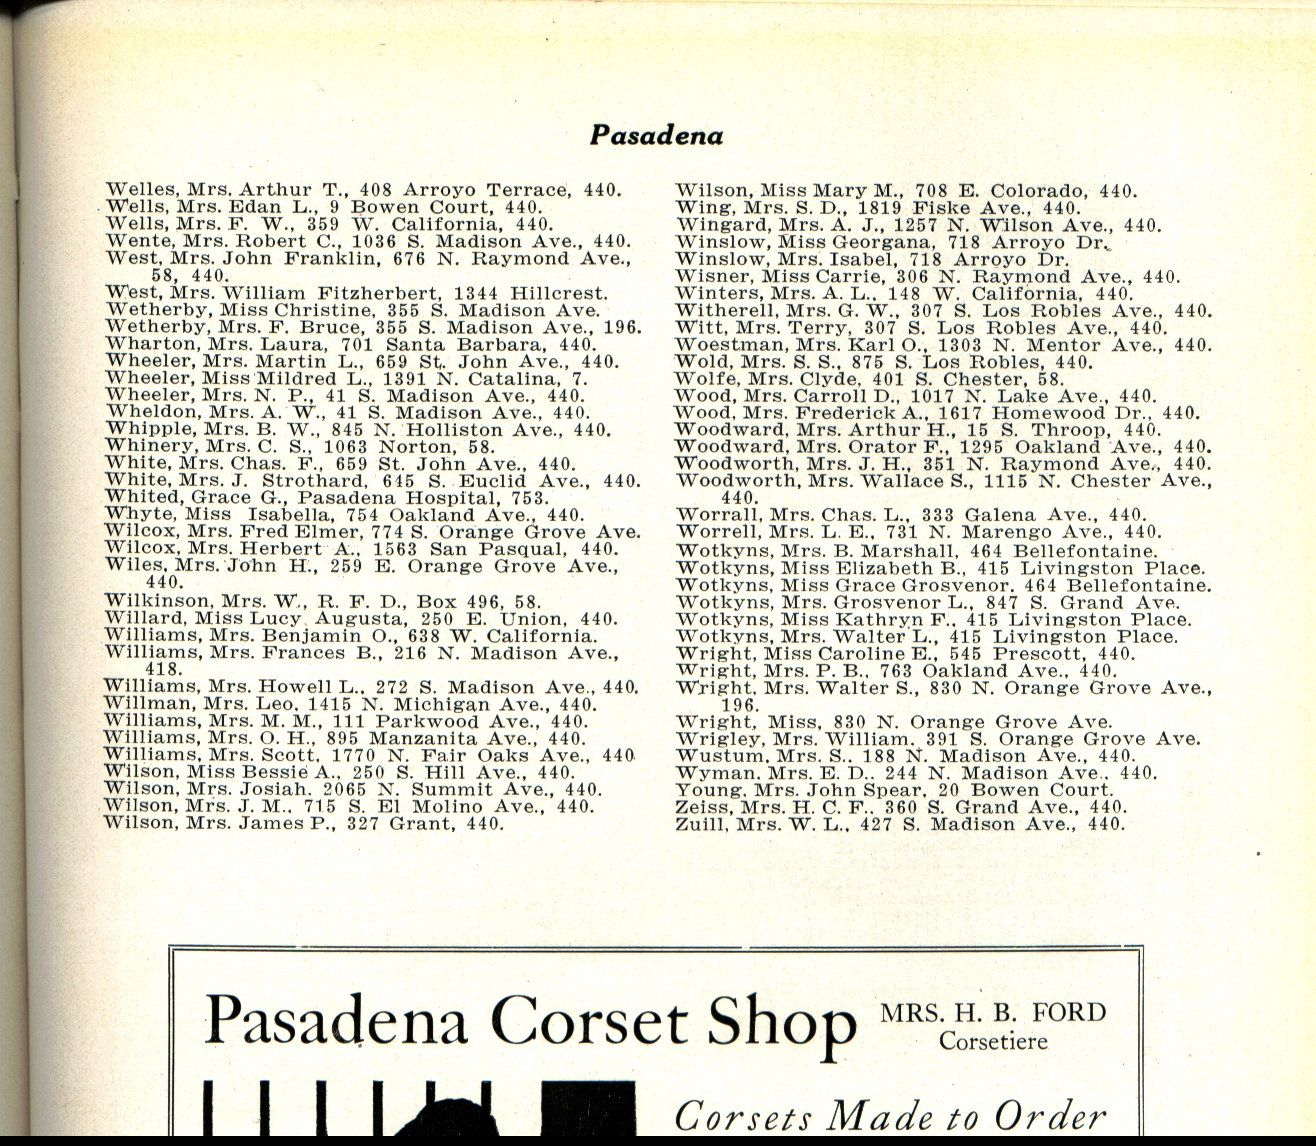 Pasadena
Welles, Mrs. Arthur T., 408 Arroyo Terrace, 440.
Wells, Mrs. Edan L., 9 Bowen Court, 440.
Wells, Mrs. F. W., 359 W. California, 440.
Wente, Mrs. Robert C., 1036 S. Madison Ave., 440.
West, Mrs. John Franklin, 676 N. Raymond Ave.,
58, 440.
West, Mrs. William Fitzherbert, 1344 Hillcrest.
Wetherby, Miss Christine, 355 S. Madison Ave.
Wetherby, Mrs. F. Bruce, 355 S. Madison Ave., 196.
Wharton, Mrs. Laura, 701 Santa Barbara, 440.
Wheeler, Mrs. Martin L., 659 St. John Ave., 440.
Wheeler, Miss Mildred L., 1391 N. Catalina, 7.
Wheeler, Mrs. N. P., 41 S. Madison Ave., 440.
Wheldon, Mrs. A. W., 41 S. Madison Ave., 440.
Whipple, Mrs. B. W., 845 N. Holliston Ave., 440.
Whinery, Mrs. C. S., 1063 Norton, 58.
White, Mrs. Chas. F., 659 St. John Ave., 440.
White, Mrs. J. Strothard, 645 S. Euclid Ave., 440.
Whited, Grace G., Pasadena Hospital, 753.
Whyte, Miss Isabella, 754 Oakland Ave., 440.
Wilcox, Mrs. Fred Elmer, 774 S. Orange Grove Ave.
Wilcox, Mrs. Herbert A., 1563 San Pasqual, 440.
Wiles, Mrs. John H., 259 E. Orange Grove Ave.,
440.
Wilkinson, Mrs. W., R. F. D., Box 496, 58.
Willard, Miss Lucy Augusta, 250 E. Union, 440.
Williams, Mrs. Benjamin O., 638 W. California.
Williams, Mrs. Frances B., 216 N. Madison Ave.,
418.
Williams, Mrs. Howell L., 272 S. Madison Ave., 440.
Willman, Mrs. Leo, 1415 N. Michigan Ave., 440.
Williams, Mrs. M. M., 111 Parkwood Ave., 440.
Williams, Mrs. O. H., 895 Manzanita Ave., 440.
Williams, Mrs. Scott, 1770 N. Fair Oaks Ave., 440.
Wilson, Miss Bessie A., 250 S. Hill Ave., 440.
Wilson, Mrs. Josiah, 2065 N. Summit Ave., 440.
Wilson, Mrs. J. M., 715 S. El Molino Ave., 440.
Wilson, Mrs. James P., 327 Grant, 440.
Wilson, Miss Mary M., 708 E. Colorado, 440.
Wing, Mrs. S. D., 1819 Fiske Ave., 440.
Wingard, Mrs. A. J., 1257 N. Wilson Ave., 440.
Winslow, Miss Georgana, 718 Arroyo Dr.
Winslow, Mrs. Isabel, 718 Arroyo Dr.
Wisner, Miss Carrie, 306 N. Raymond Ave., 440.
Winters, Mrs. A. L., 148 W. California, 440.
Witherell, Mrs. G. W., 307 S. Los Robles Ave., 440.
Witt, Mrs. Terry, 307 S. Los Robles Ave., 440.
Woestman, Mrs. Karl O., 1303 N. Mentor Ave., 440.
Wold, Mrs. S. S., 875 S. Los Robles, 440.
Wolfe, Mrs. Clyde, 401 S. Chester, 58.
Wood, Mrs. Carroll D., 1017 N. Lake Ave., 440.
Wood, Mrs. Frederick A., 1617 Homewood Dr., 440.
Woodward, Mrs. Arthur H., 15 S. Throop, 440.
Woodward, Mrs. Orator F., 1295 Oakland Ave., 440.
Woodworth, Mrs. J. H., 351 N. Raymond Ave., 440.
Woodworth, Mrs. Wallace S., 1115 N. Chester Ave.,
440.
Worrall, Mrs. Chas. L., 333 Galena Ave., 440.
Worrell, Mrs. L. E., 731 N. Marengo Ave., 440.
Wotkyns, Mrs. B. Marshall, 464 Bellefontaine.
Wotkyns, Miss Elizabeth B., 415 Livingston Place.
Wotkyns, Miss Grace Grosvenor, 464 Bellefontaine.
Wotkyns, Mrs. Grosvenor L., 847 S. Grand Ave.
Wotkyns, Miss Kathryn F., 415 Livingston Place.
Wotkyns, Mrs. Walter L., 415 Livingston Place.
Wright, Miss Caroline E., 545 Prescott, 440.
Wright, Mrs. P. B., 763 Oakland Ave., 440.
Wright, Mrs. Walter S., 830 N. Orange Grove Ave.,
196.
Wright, Miss, 830 N. Orange Grove Ave.
Wrigley, Mrs. William, 391 S. Orange Grove Ave.
Wustum, Mrs. S., 188 N. Madison Ave., 440.
Wyman, Mrs. E. D., 244 N. Madison Ave., 440.
Young, Mrs. John Spear, 20 Bowen Court.
Zeiss, Mrs. H. C. F., 360 S. Grand Ave., 440.
Zuill, Mrs. W. L., 427 S. Madison Ave., 440.
Pasadena Corset Shop
MRS. H. B. FORD
Corsetiere
Corsets Made to Order